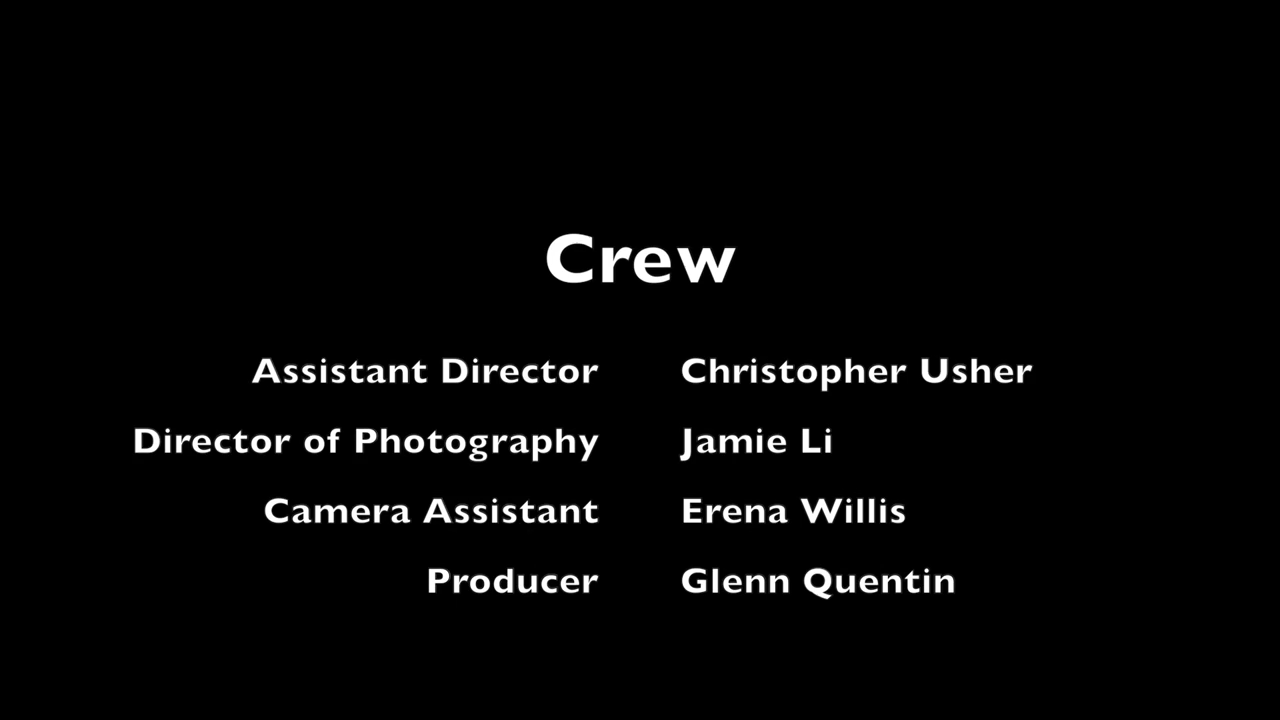 Crew
Assistant Director Christopher Usher
Director of Photography Jamie Li
Camera Assistant Erena Willis
Producer Glenn Quentin